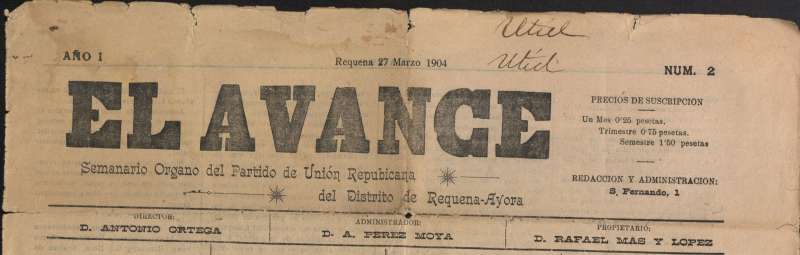 Utiel
Utiel
AÑO I
Requena 27 Marzo 1904
NUM. 2
EL AVANCE
PRECIOS DE SUSCRIPCION
Un Mes 0'25 pesetas.
Trimestre 0'75 pesetas.
Semestre 1'50 pesetas
Semanario Organo del Partido de Unión Repubicana
del Distrito de Requena-Ayora
REDACCION Y ADMINISTRACION:
S. Fernando, 1
DIRECTOR:
D. ANTONIO ORTEGA
ADMINISTRADOR:
D. A. PEREZ MOYA
PROPIETARIO:
D. RAFAEL MAS Y LOPEZ